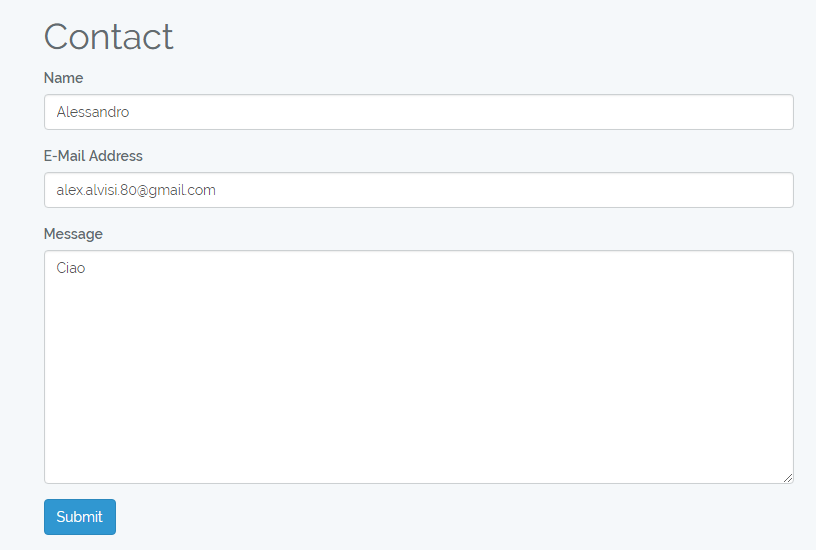 Contact
Name
Alessandro
E-Mail Address
alex.alvisi.80@gmail.com
Message
Ciao
Submit